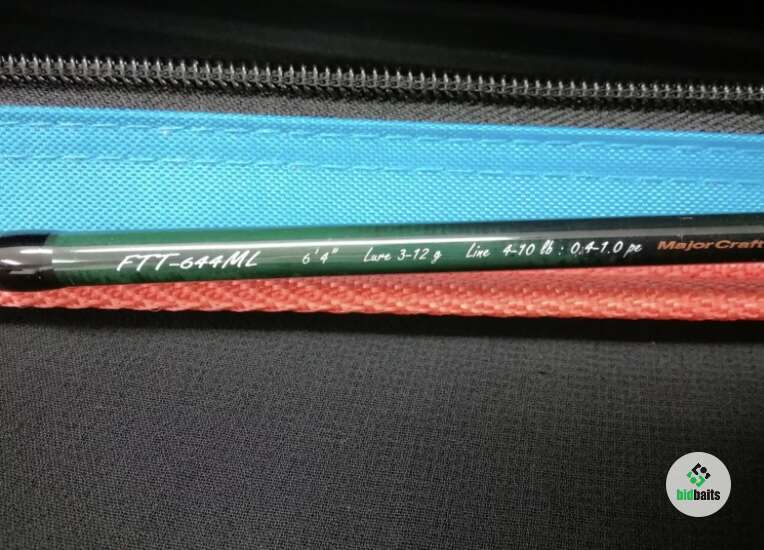 FTT-644ML 6'4" Lure 3-12 g Line 4-10 lb : 0.4-1.0 pe MajorCraft
bidbaits